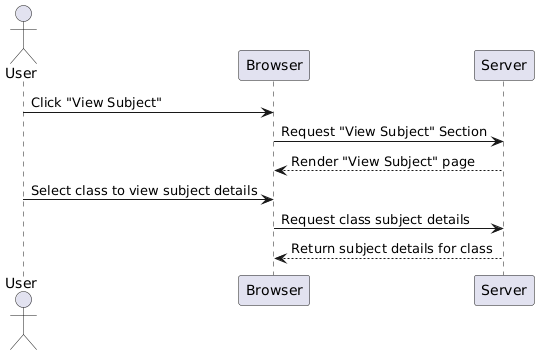 User
Browser
Server
Click "View Subject"
Request "View Subject" Section
Render "View Subject" page
Select class to view subject details
Request class subject details
Return subject details for class
User
Browser
Server